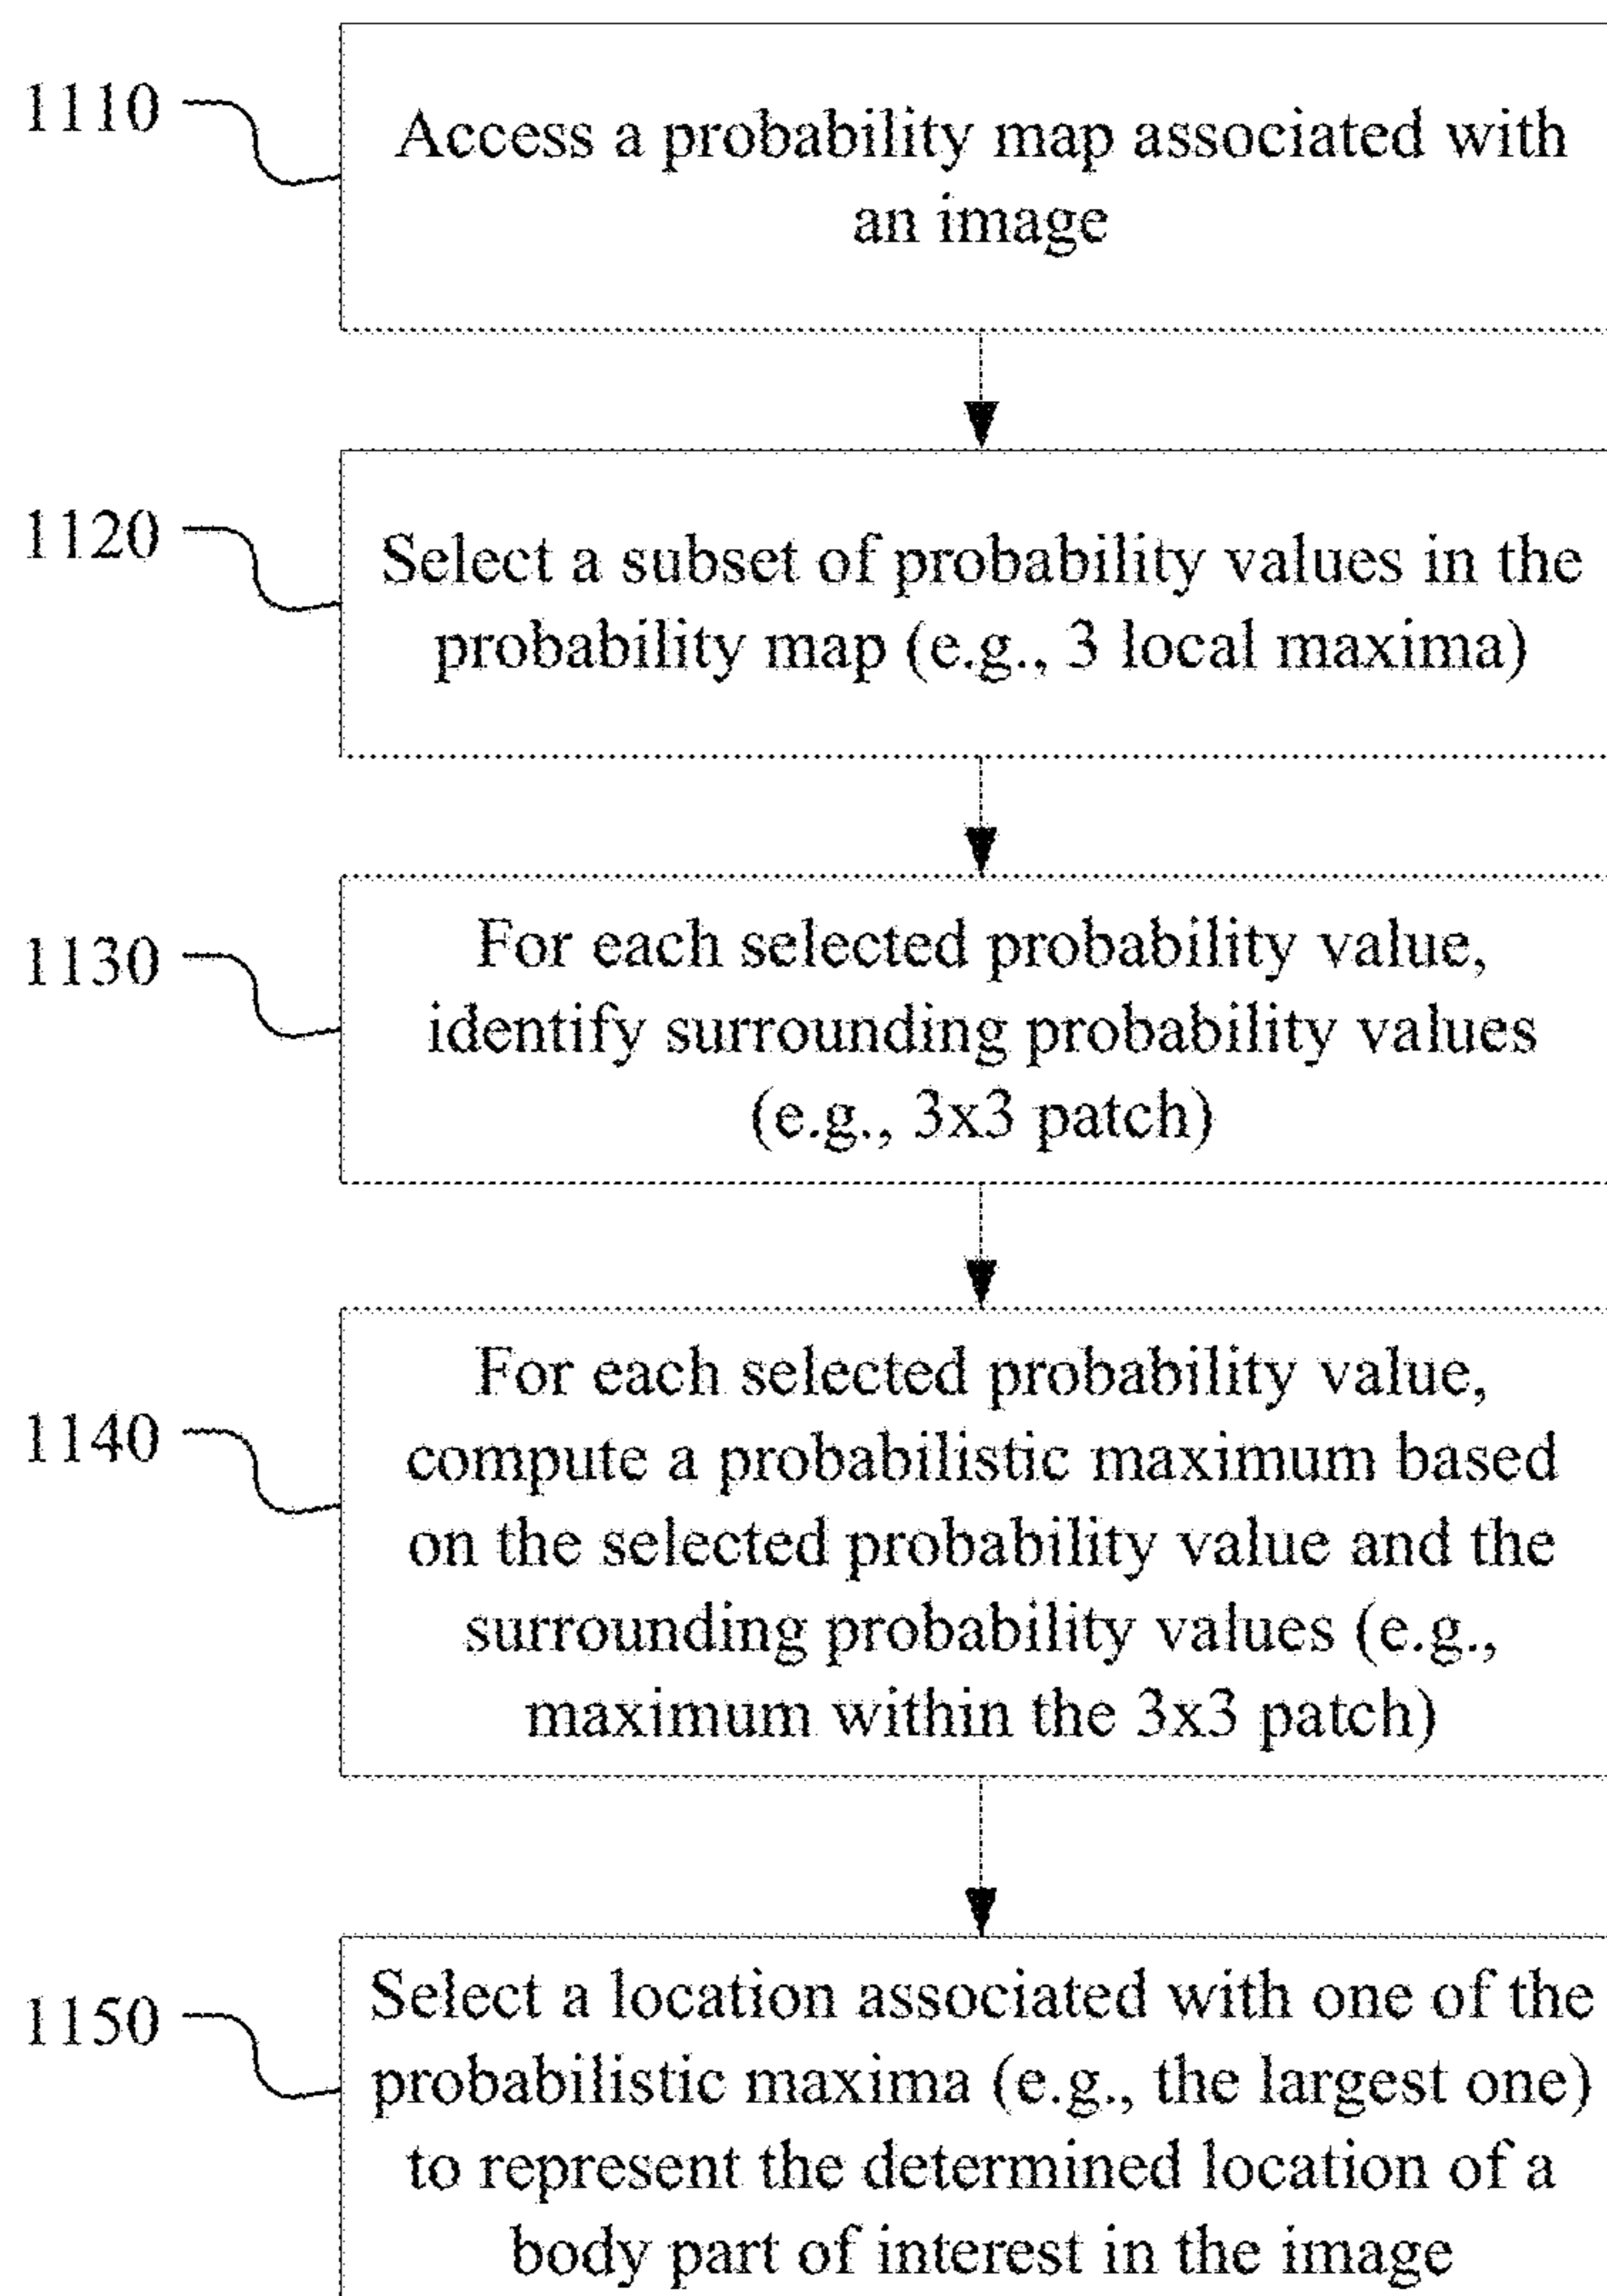 1110
Access a probability map associated with
an image
1120
Select a subset of probability values in the
probability map (e.g., 3 local maxima)
1130
For each selected probability value,
identify surrounding probability values
(e.g., 3x3 patch)
1140
For each selected probability value,
compute a probabilistic maximum based
on the selected probability value and the
surrounding probability values (e.g.,
maximum within the 3x3 patch)
1150
Select a location associated with one of the
probabilistic maxima (e.g., the largest one)
to represent the determined location of a
body part of interest in the image